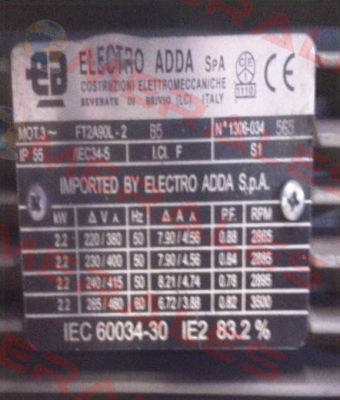 ea
ELECTRO ADDA SpA
COSTRUZIONI ELETTROMECCANICHE
BEVERATE DI BRIVIO (LC) ITALY
CE
MOT.3~ FT2A90L-2 B5 N° 1306-034 565
IP 55 IEC34-5 I.Cl. F S1
IMPORTED BY ELECTRO ADDA S.p.A.
kW Δ V Y Hz Δ A Y P.F. RPM
2.2 220/380 50 7.90/4.56 0.88 2865
2.2 230/400 50 7.90/4.56 0.84 2885
2.2 240/415 50 8.21/4.74 0.78 2895
2.2 265/460 60 6.72/3.88 0.82 3500
IEC 60034-30 IE2 83.2 %